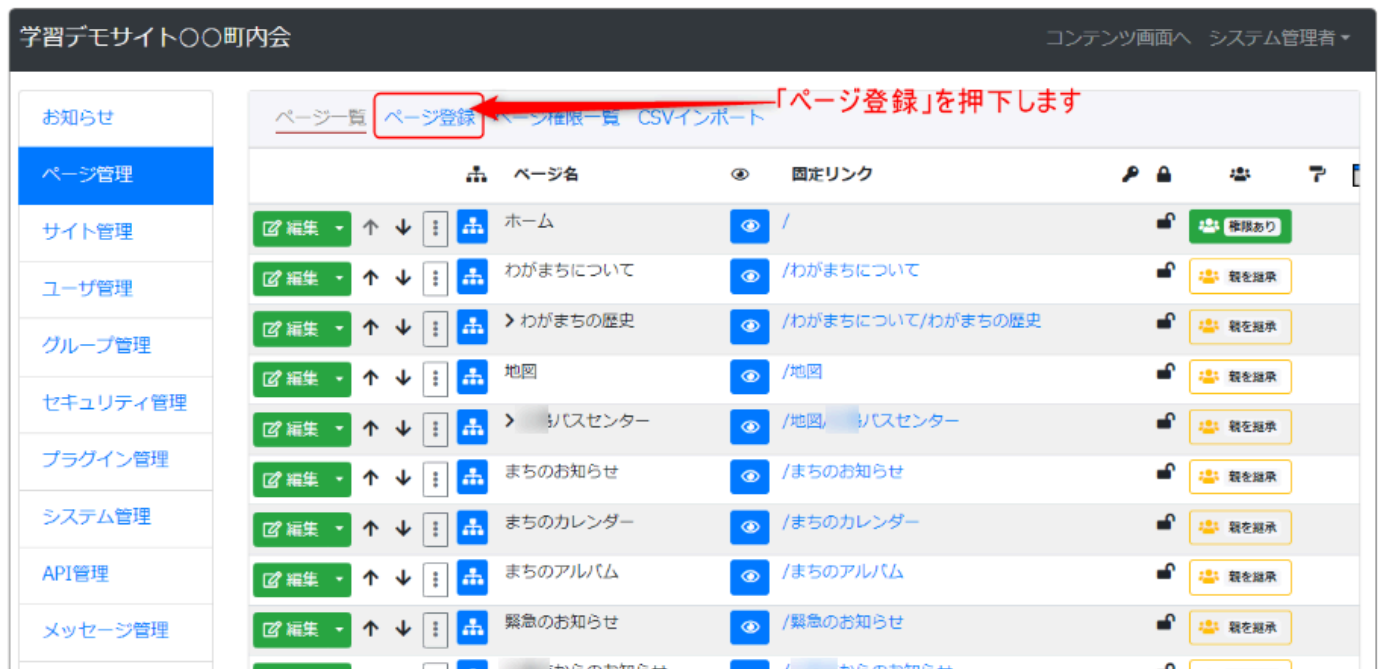 学習デモサイト〇〇町内会 コンテンツ画面へ システム管理者
お知らせ
ページ管理
サイト管理
ユーザ管理
グループ管理
セキュリティ管理
プラグイン管理
システム管理
API管理
メッセージ管理
ページ一覧 ページ登録 ページ権限一覧 CSVインポート
「ページ登録」を押下します
ページ名 固定リンク
編集 ホーム / 権限あり
編集 わがまちについて /わがまちについて 親を継承
編集 わがまちの歴史 /わがまちについて/わがまちの歴史 親を継承
編集 地図 /地図 親を継承
編集 バスセンター /地図/ バスセンター 親を継承
編集 まちのお知らせ /まちのお知らせ 親を継承
編集 まちのカレンダー /まちのカレンダー 親を継承
編集 まちのアルバム /まちのアルバム 親を継承
編集 緊急のお知らせ /緊急のお知らせ 親を継承